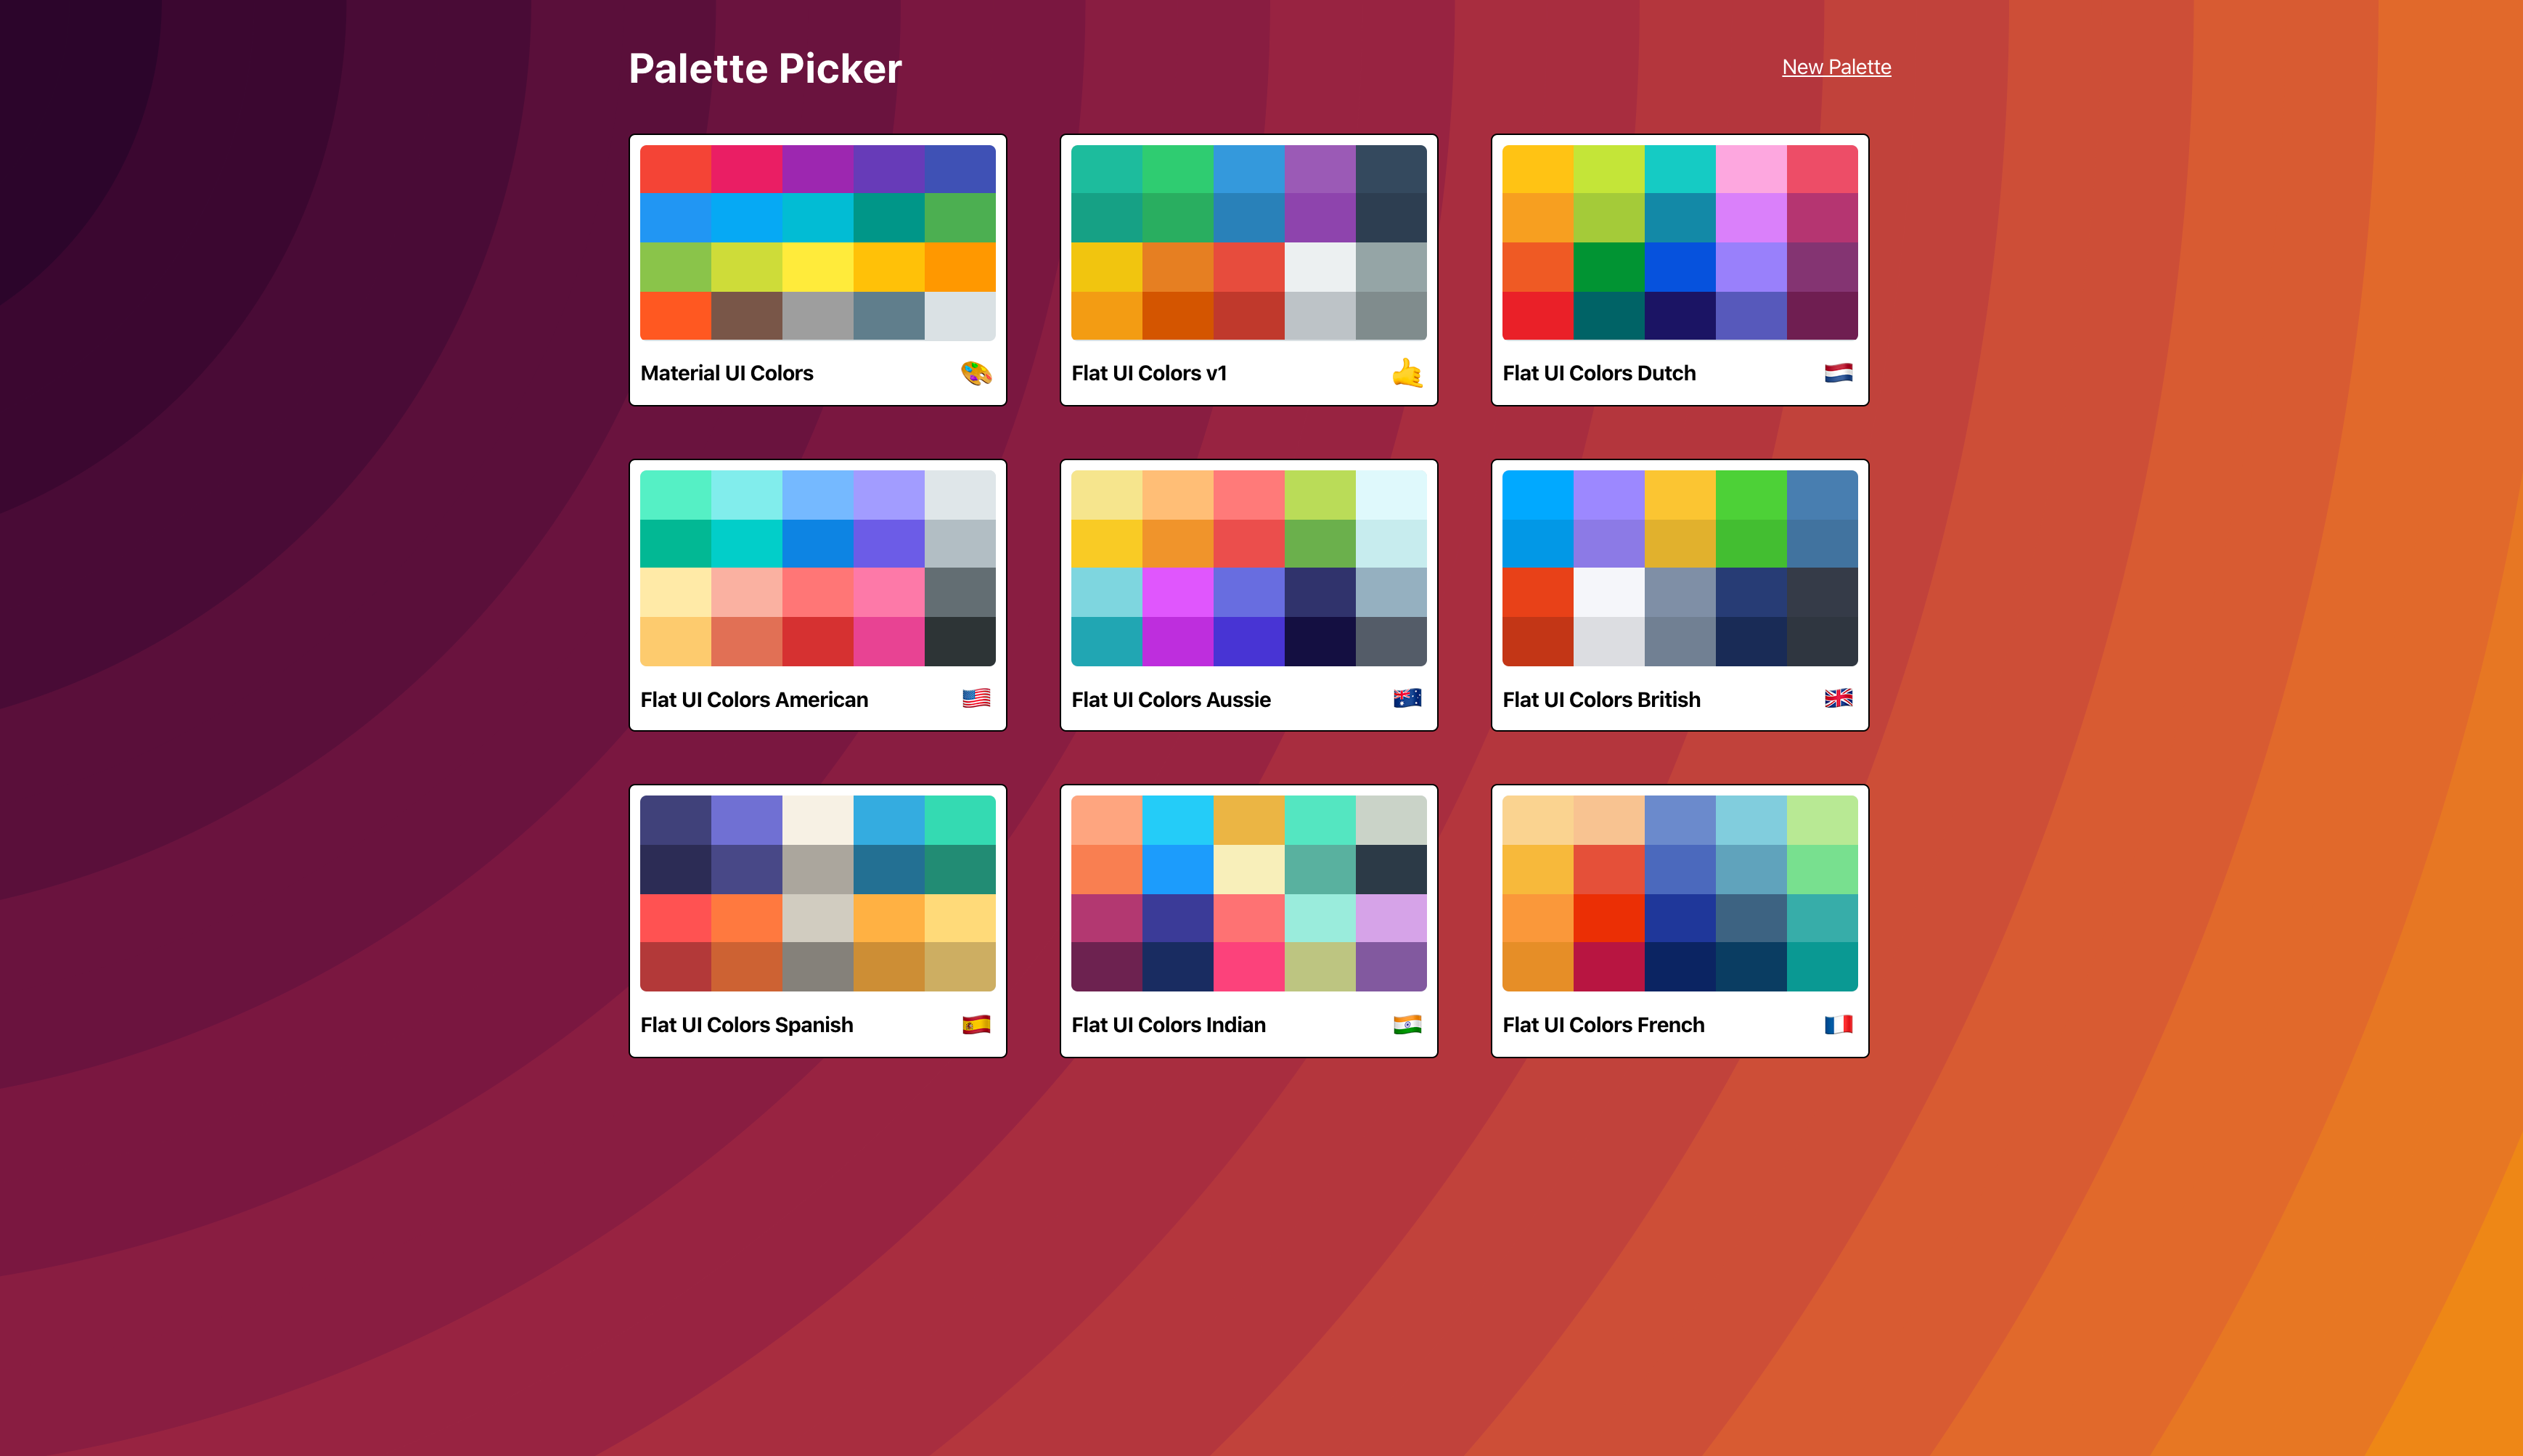 Palette Picker
New Palette
Material UI Colors
Flat UI Colors v1
Flat UI Colors Dutch
Flat UI Colors American
Flat UI Colors Aussie
Flat UI Colors British
Flat UI Colors Spanish
Flat UI Colors Indian
Flat UI Colors French